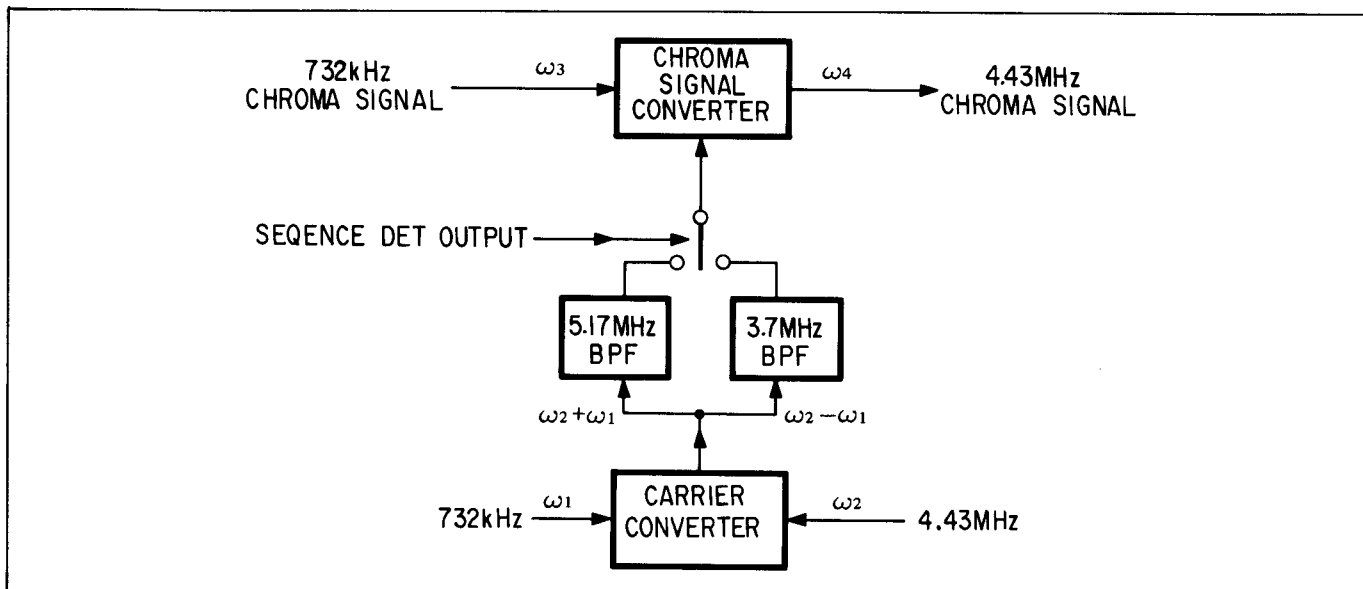 732kHz
CHROMA SIGNAL
ω3
CHROMA
SIGNAL
CONVERTER
ω4
4.43MHz
CHROMA SIGNAL
SEQENCE DET OUTPUT
5.17MHz
BPF
3.7MHz
BPF
ω2+ω1
ω2−ω1
732kHz
ω1
CARRIER
CONVERTER
ω2
4.43MHz